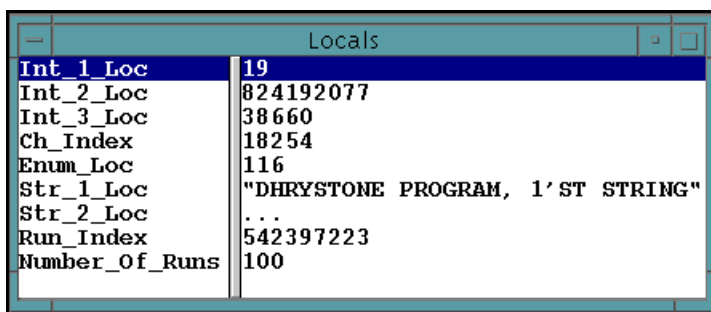 Locals
Int_1_Loc 19
Int_2_Loc 824192077
Int_3_Loc 38660
Ch_Index 18254
Enum_Loc 116
Str_1_Loc "DHRYSTONE PROGRAM, 1'ST STRING"
Str_2_Loc ...
Run_Index 542397223
Number_Of_Runs 100